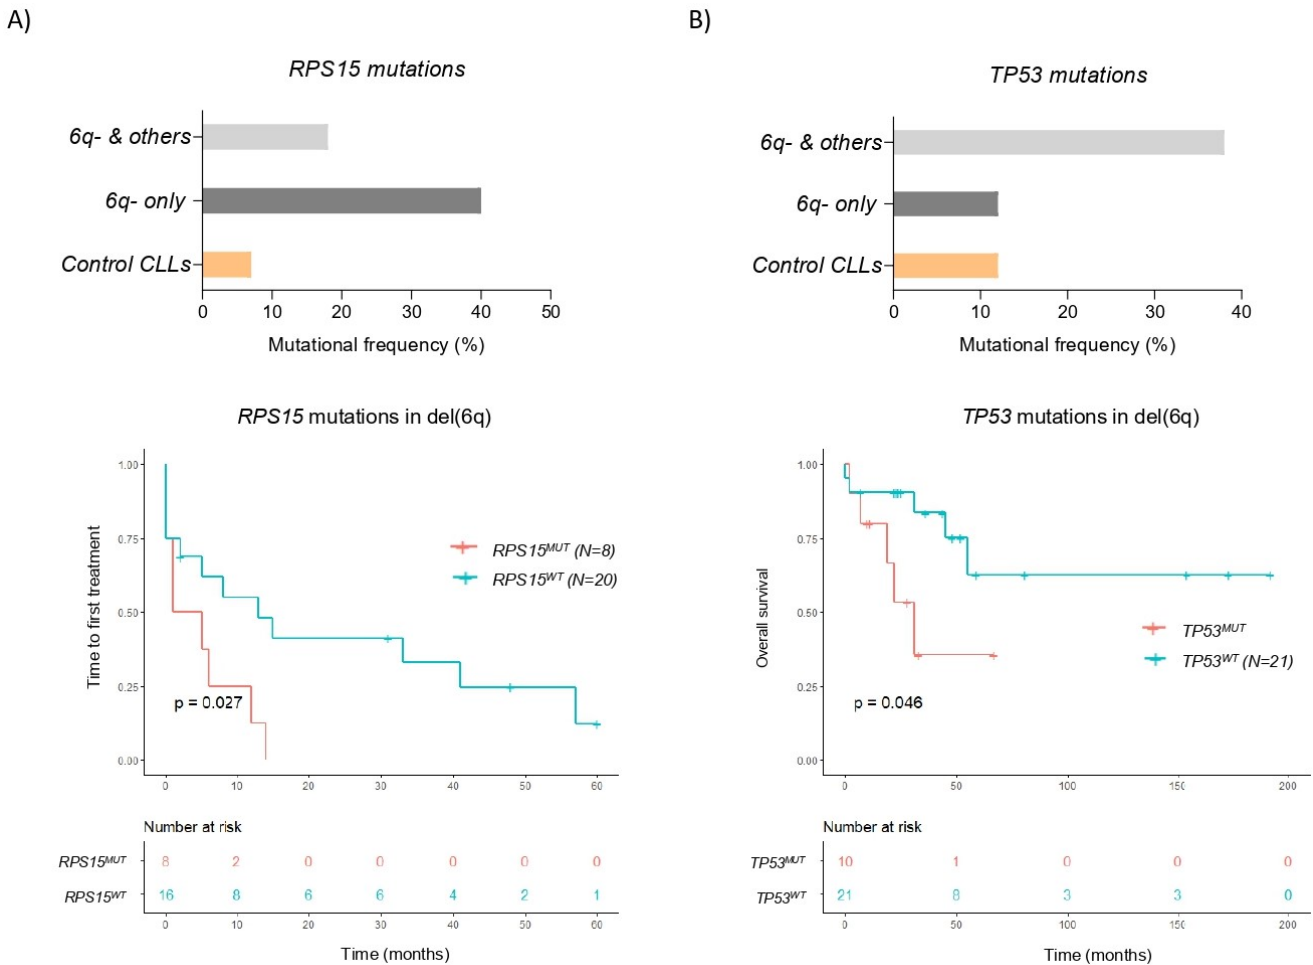 A)
RPS15 mutations
6q- & others
6q- only
Control CLLs
0 10 20 30 40 50
Mutational frequency (%)
RPS15 mutations in del(6q)
Time to first treatment
1.00
0.75
0.50
0.25
0.00
RPS15MUT (N=8)
RPS15WT (N=20)
p = 0.027
0 10 20 30 40 50 60
Number at risk
RPS15MUT 8 2 0 0 0 0 0
RPS15WT 16 8 6 6 4 2 1
0 10 20 30 40 50 60
Time (months)
B)
TP53 mutations
6q- & others
6q- only
Control CLLs
0 10 20 30 40
Mutational frequency (%)
TP53 mutations in del(6q)
Overall survival
1.00
0.75
0.50
0.25
0.00
TP53MUT
TP53WT (N=21)
p = 0.046
0 50 100 150 200
Number at risk
TP53MUT 10 1 0 0 0
TP53WT 21 8 3 3 0
0 50 100 150 200
Time (months)